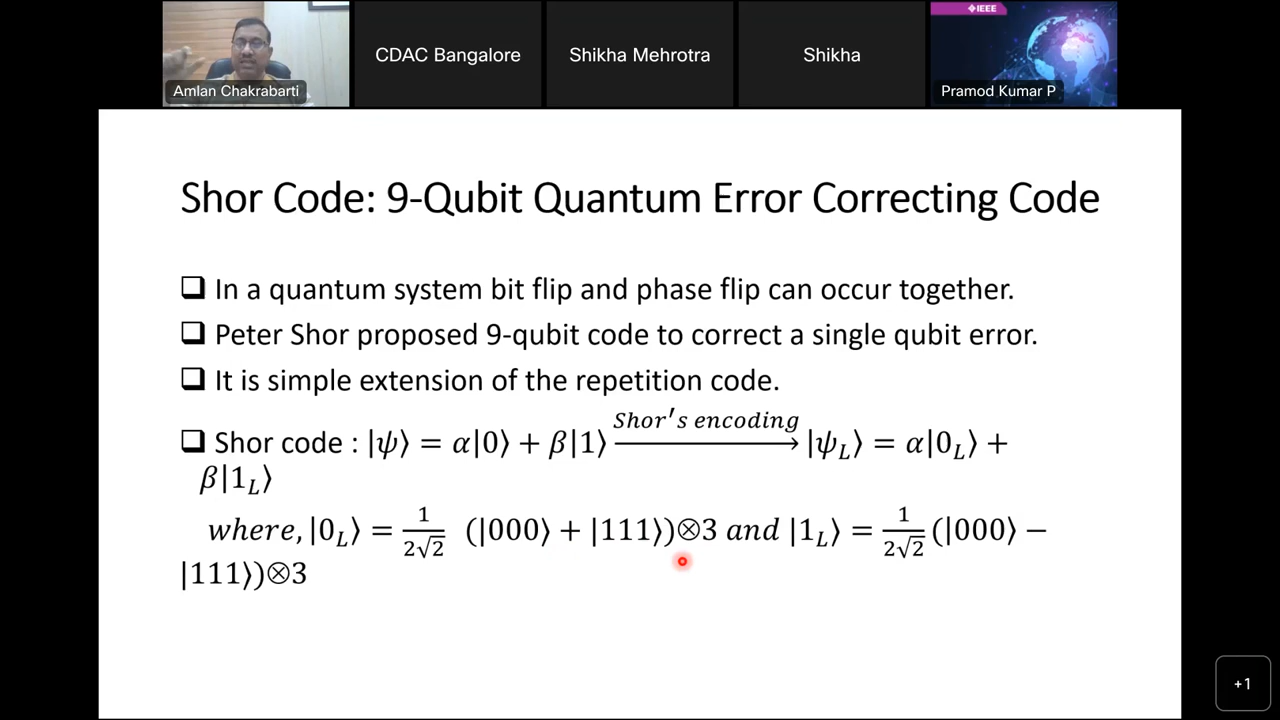 Amlan Chakrabarti
CDAC Bangalore
Shikha Mehrotra
Shikha
IEEE
Pramod Kumar P
Shor Code: 9-Qubit Quantum Error Correcting Code
❑ In a quantum system bit flip and phase flip can occur together.
❑ Peter Shor proposed 9-qubit code to correct a single qubit error.
❑ It is simple extension of the repetition code.
❑ Shor code : |ψ⟩ = α|0⟩ + β|1⟩ —Shor′s encoding→ |ψ_L⟩ = α|0_L⟩ +
β|1_L⟩
where, |0_L⟩ = 1/(2√2) (|000⟩ + |111⟩)⊗3 and |1_L⟩ = 1/(2√2) (|000⟩ −
|111⟩)⊗3
+1